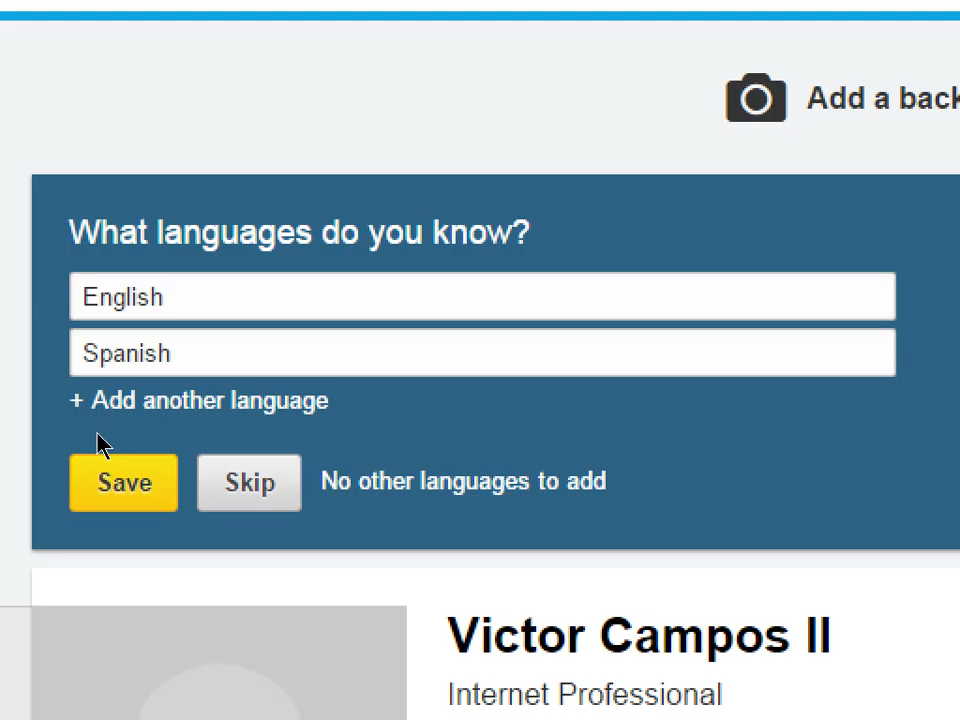 Add a back
What languages do you know?
English
Spanish
+ Add another language
Save Skip No other languages to add
Victor Campos II
Internet Professional